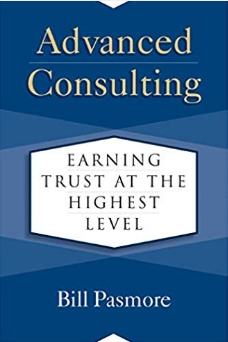 Advanced
Consulting
EARNING
TRUST AT THE
HIGHEST
LEVEL
Bill Pasmore